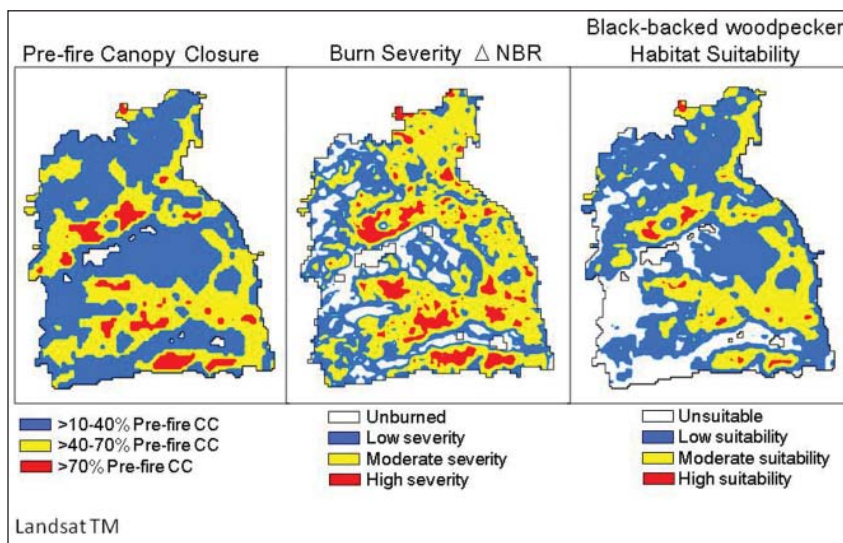 Pre-fire Canopy Closure
Burn Severity △ NBR
Black-backed woodpecker
Habitat Suitability
>10-40% Pre-fire CC
>40-70% Pre-fire CC
>70% Pre-fire CC
Unburned
Low severity
Moderate severity
High severity
Unsuitable
Low suitability
Moderate suitability
High suitability
Landsat TM